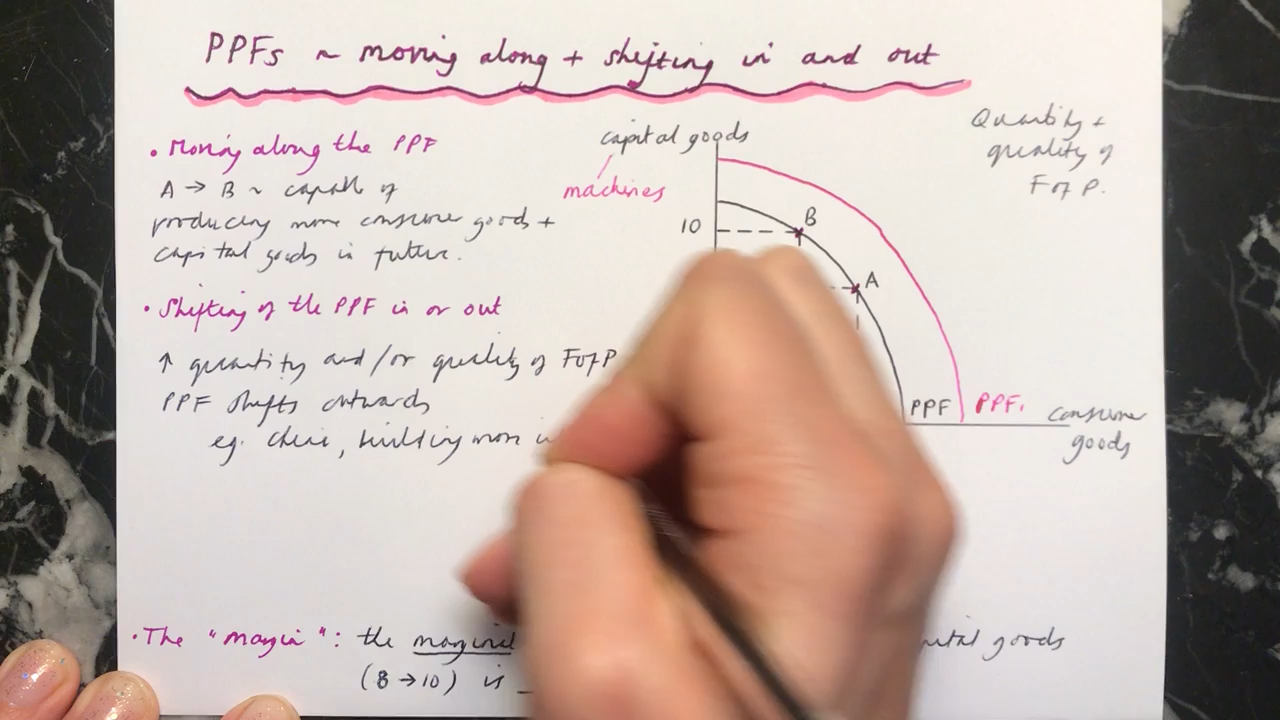 PPFs ~ moving along + shifting in and out
• Moving along the PPF
A → B ~ capable of
producing more consumer goods +
capital goods in future.
• Shifting of the PPF in or out
↑ quantity and/or quality of FofP
PPF shifts outwards
eg. China, building more
• The "margin": the marginal
(8 →10) is
capital goods
machines
10
B
A
PPF
PPF₁
consumer
goods
Quantity +
quality of
F of P.
goods